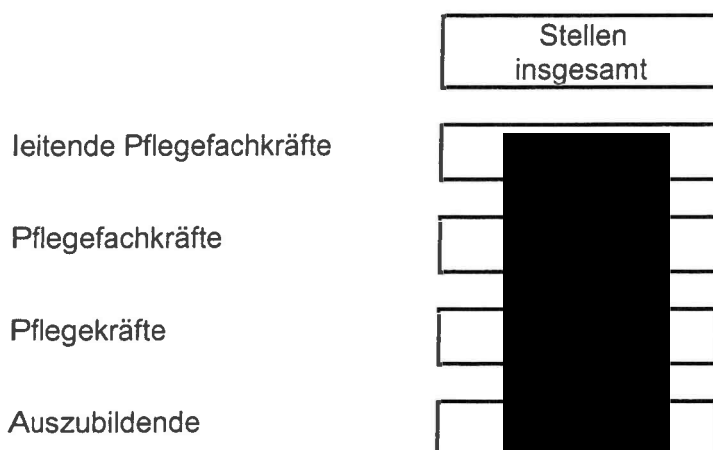 Stellen
insgesamt
leitende Pflegefachkräfte
Pflegefachkräfte
Pflegekräfte
Auszubildende